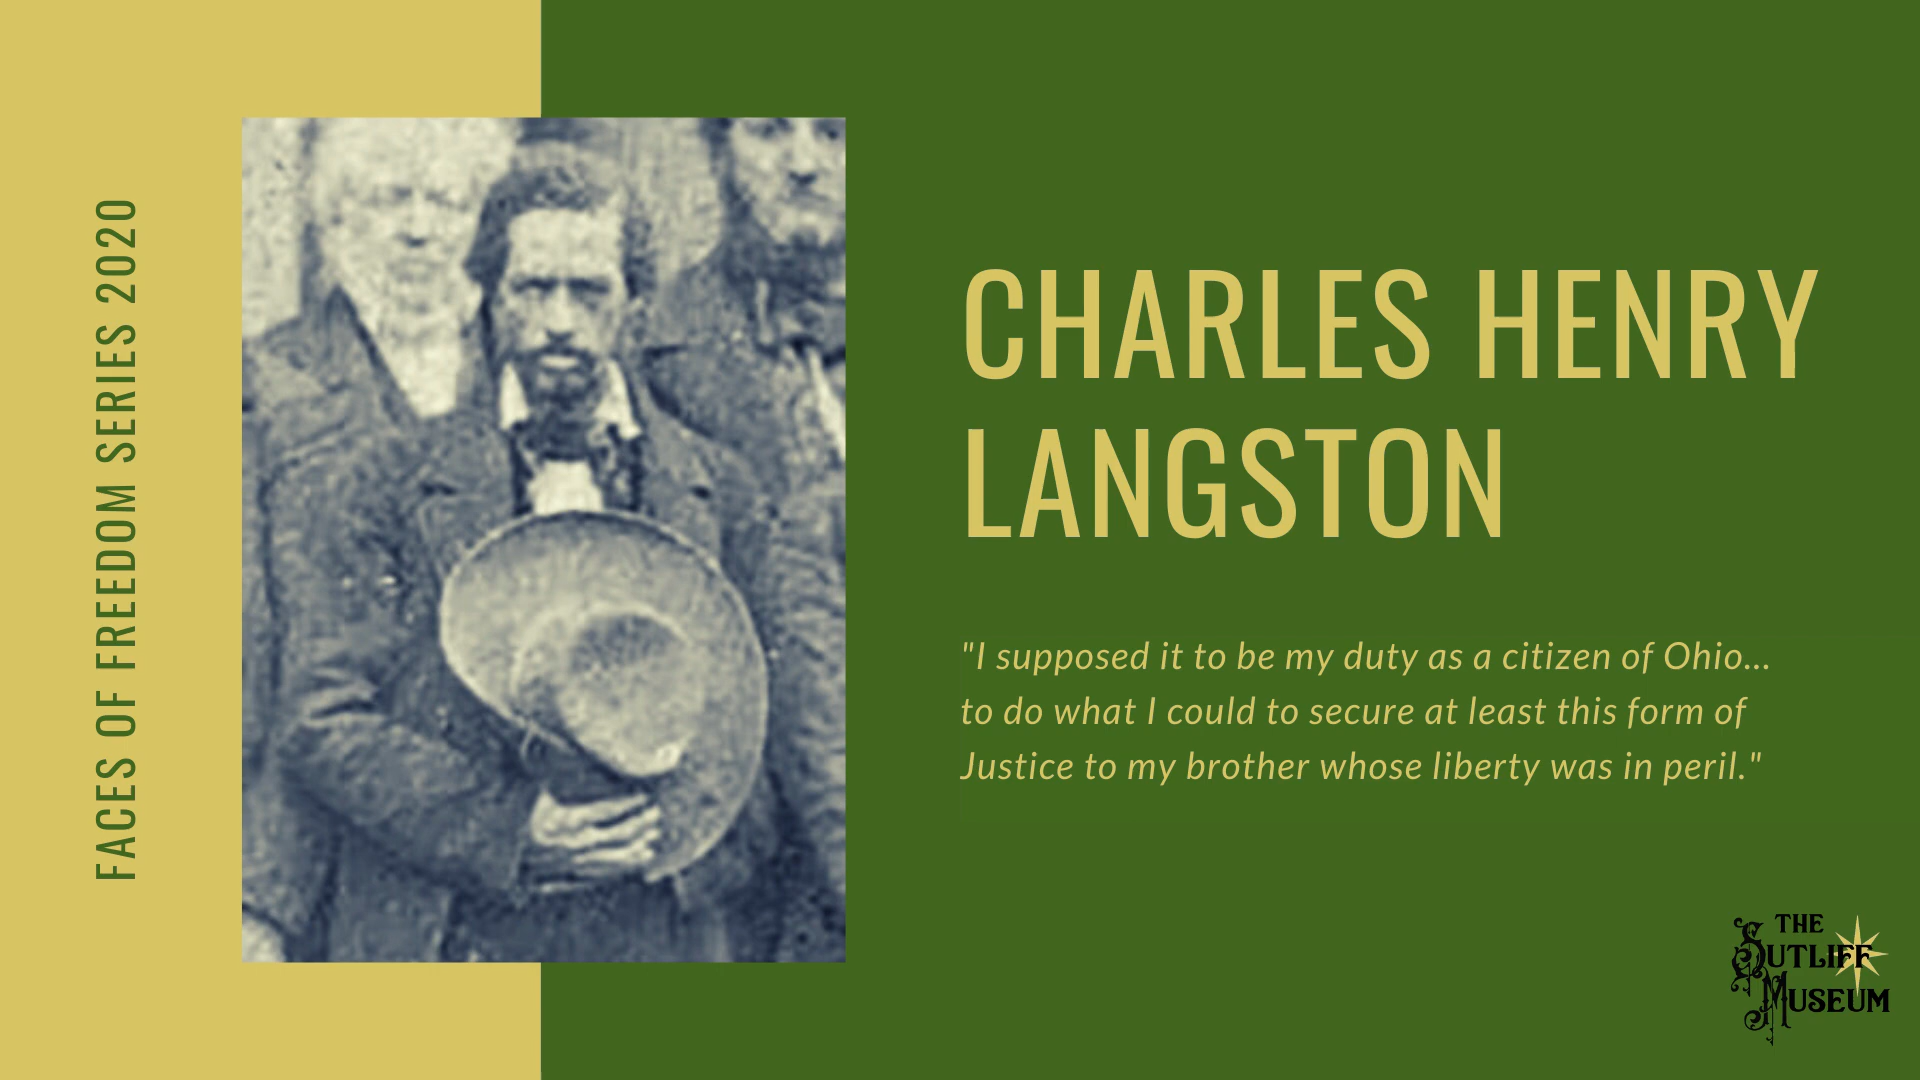 FACES OF FREEDOM SERIES 2020
CHARLES HENRY
LANGSTON
"I supposed it to be my duty as a citizen of Ohio...
to do what I could to secure at least this form of
Justice to my brother whose liberty was in peril."
THE
SUTLIFF
MUSEUM